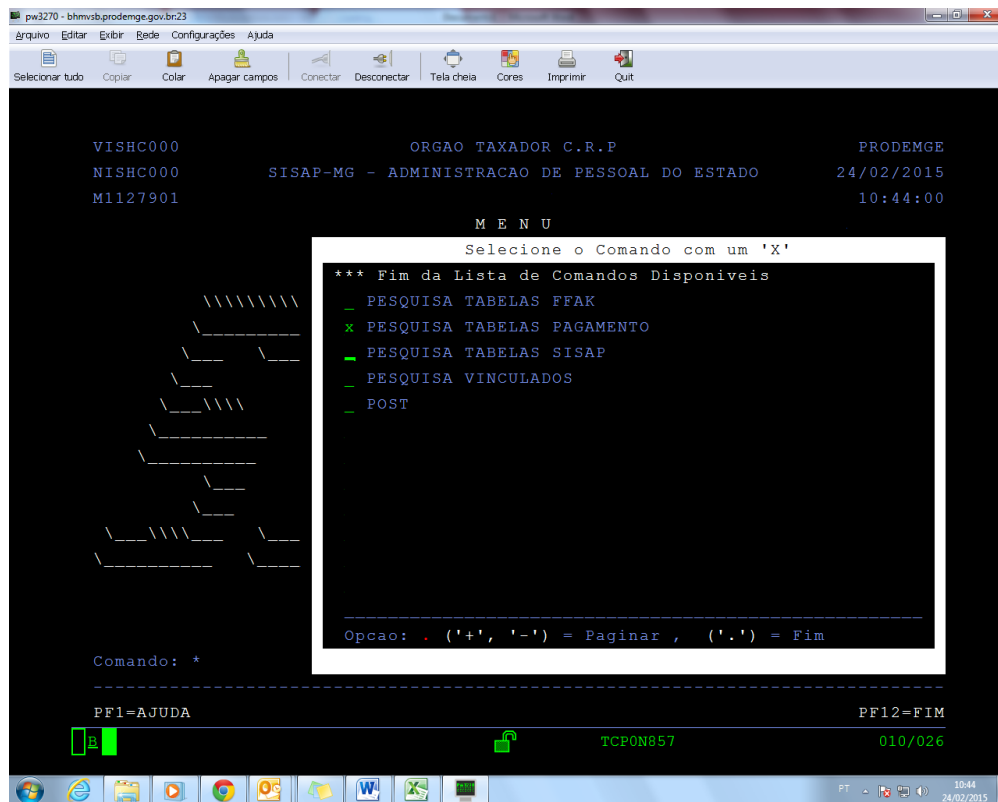 pw3270 - bhmvsb.prodemge.gov.br:23
Arquivo Editar Exibir Rede Configurações Ajuda
Selecionar tudo Copiar Colar Apagar campos Conectar Desconectar Tela cheia Cores Imprimir Quit
VISHC000 ORGAO TAXADOR C.R.P PRODEMGE
NISHC000 SISAP-MG - ADMINISTRACAO DE PESSOAL DO ESTADO 24/02/2015
M1127901 10:44:00
M E N U
Selecione o Comando com um 'X'
*** Fim da Lista de Comandos Disponiveis
_ PESQUISA TABELAS FFAK
x PESQUISA TABELAS PAGAMENTO
_ PESQUISA TABELAS SISAP
_ PESQUISA VINCULADOS
_ POST
Opcao: . ('+', '-') = Paginar , ('.') = Fim
Comando: *
PF1=AJUDA PF12=FIM
B TCP0N857 010/026
PT 10:44
24/02/2015